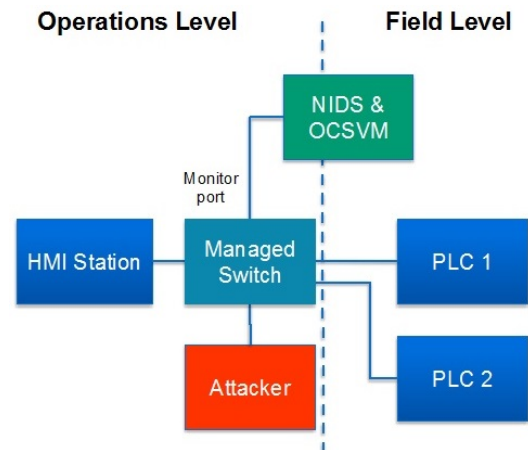 Operations Level
Field Level
NIDS &
OCSVM
Monitor
port
HMI Station
Managed
Switch
PLC 1
Attacker
PLC 2